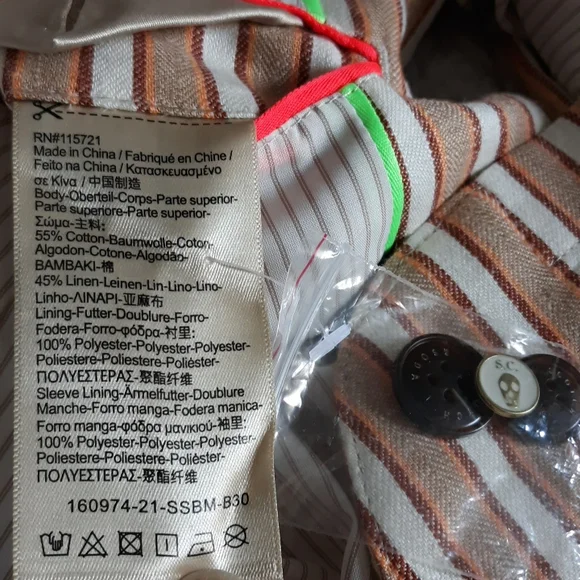 RN#115721
Made in China / Fabriqué en Chine /
Feito na China / Κατασκευασμένο
σε Κίνα / 中国制造
Body-Oberteil-Corps-Parte superior-
Parte superiore-Parte superior-
Σώμα-主料:
55% Cotton-Baumwolle-Coton-
Algodon-Cotone-Algodão-
ΒΑΜΒΑΚΙ-棉
45% Linen-Leinen-Lin-Lino-Lino-
Linho-ΛΙΝΑΡΙ-亚麻布
Lining-Futter-Doublure-Forro-
Fodera-Forro-φόδρα-衬里:
100% Polyester-Polyester-Polyester-
Poliestere-Poliestere-Poliéster-
ΠΟΛΥΕΣΤΕΡΑΣ-聚酯纤维
Sleeve Lining-Ärmelfutter-Doublure
Manche-Forro manga-Fodera manica-
Forro manga-φόδρα μανικιού-袖里:
100% Polyester-Polyester-Polyester-
Poliestere-Poliestere-Poliéster-
ΠΟΛΥΕΣΤΕΡΑΣ-聚酯纤维
160974-21-SSBM-B30
S.C.